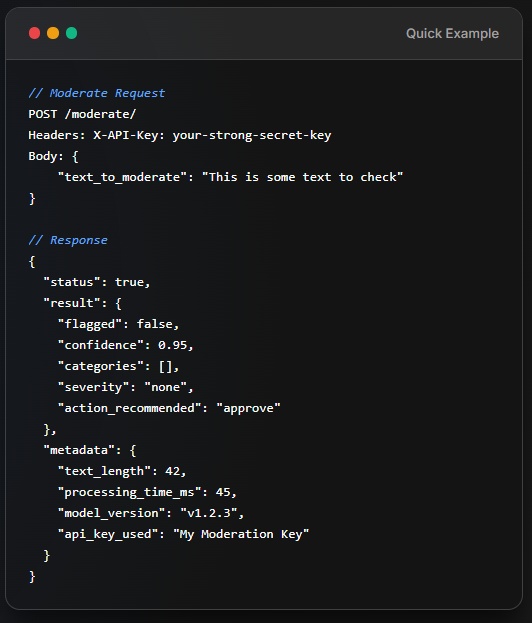 Quick Example
// Moderate Request
POST /moderate/
Headers: X-API-Key: your-strong-secret-key
Body: {
    "text_to_moderate": "This is some text to check"
}

// Response
{
  "status": true,
  "result": {
    "flagged": false,
    "confidence": 0.95,
    "categories": [],
    "severity": "none",
    "action_recommended": "approve"
  },
  "metadata": {
    "text_length": 42,
    "processing_time_ms": 45,
    "model_version": "v1.2.3",
    "api_key_used": "My Moderation Key"
  }
}